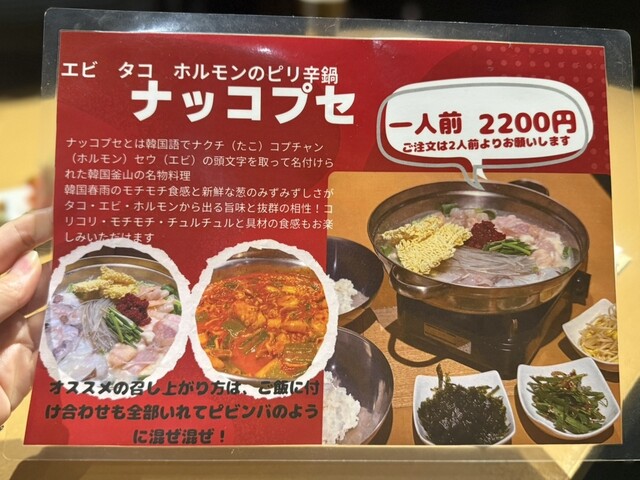 エビ タコ ホルモンのピリ辛鍋
ナッコプセ
一人前 2200円
ご注文は2人前よりお願いします
ナッコプセとは韓国語でナクチ（たこ）コプチャン
（ホルモン）セウ（エビ）の頭文字を取って名付けら
れた韓国釜山の名物料理
韓国春雨のモチモチ食感と新鮮な葱のみずみずしさが
タコ・エビ・ホルモンから出る旨味と抜群の相性！コ
リコリ・モチモチ・チュルチュルと具材の食感もお楽
しみいただけます
オススメの召し上がり方は、ご飯に付
け合わせも全部いれてピビンバのよう
に混ぜ混ぜ！